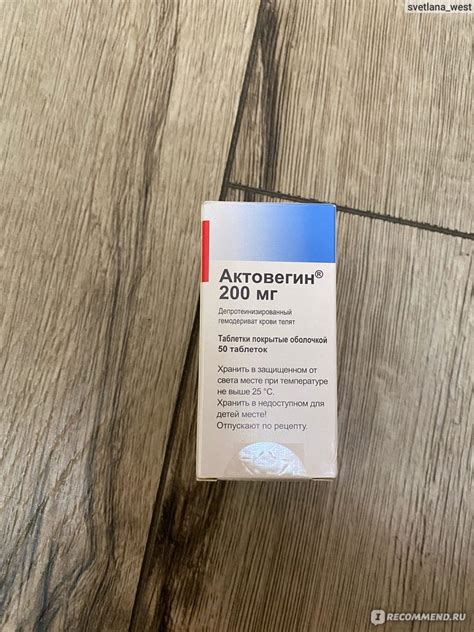 svetlana_west
Актовегин®
200 мг
Депротеинизированный
гемодериват крови телят
Таблетки покрытые оболочкой
50 таблеток
Хранить в защищенном от
света месте при температуре
не выше 25 °C.
Хранить в недоступном для
детей месте!
Отпускают по рецепту.
IRECOMMEND.RU